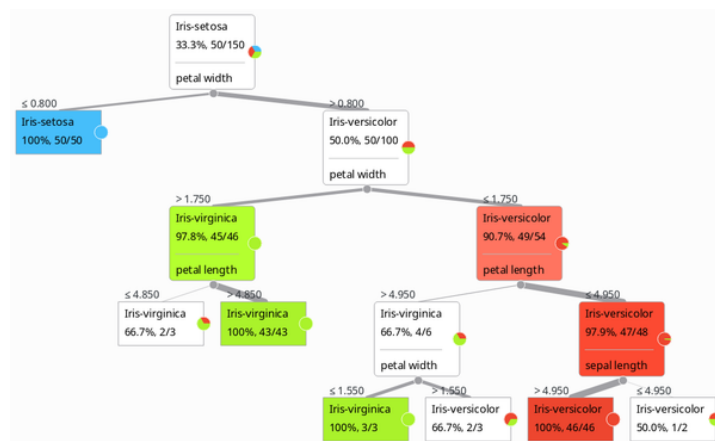 Iris-setosa
33.3%, 50/150
petal width
≤ 0.800
> 0.800
Iris-setosa
100%, 50/50
Iris-versicolor
50.0%, 50/100
petal width
> 1.750
≤ 1.750
Iris-virginica
97.8%, 45/46
petal length
Iris-versicolor
90.7%, 49/54
petal length
≤ 4.850
> 4.850
> 4.950
≤ 4.950
Iris-virginica
66.7%, 2/3
Iris-virginica
100%, 43/43
Iris-virginica
66.7%, 4/6
petal width
Iris-versicolor
97.9%, 47/48
sepal length
≤ 1.550
> 1.550
> 4.950
≤ 4.950
Iris-virginica
100%, 3/3
Iris-versicolor
66.7%, 2/3
Iris-versicolor
100%, 46/46
Iris-versicolor
50.0%, 1/2